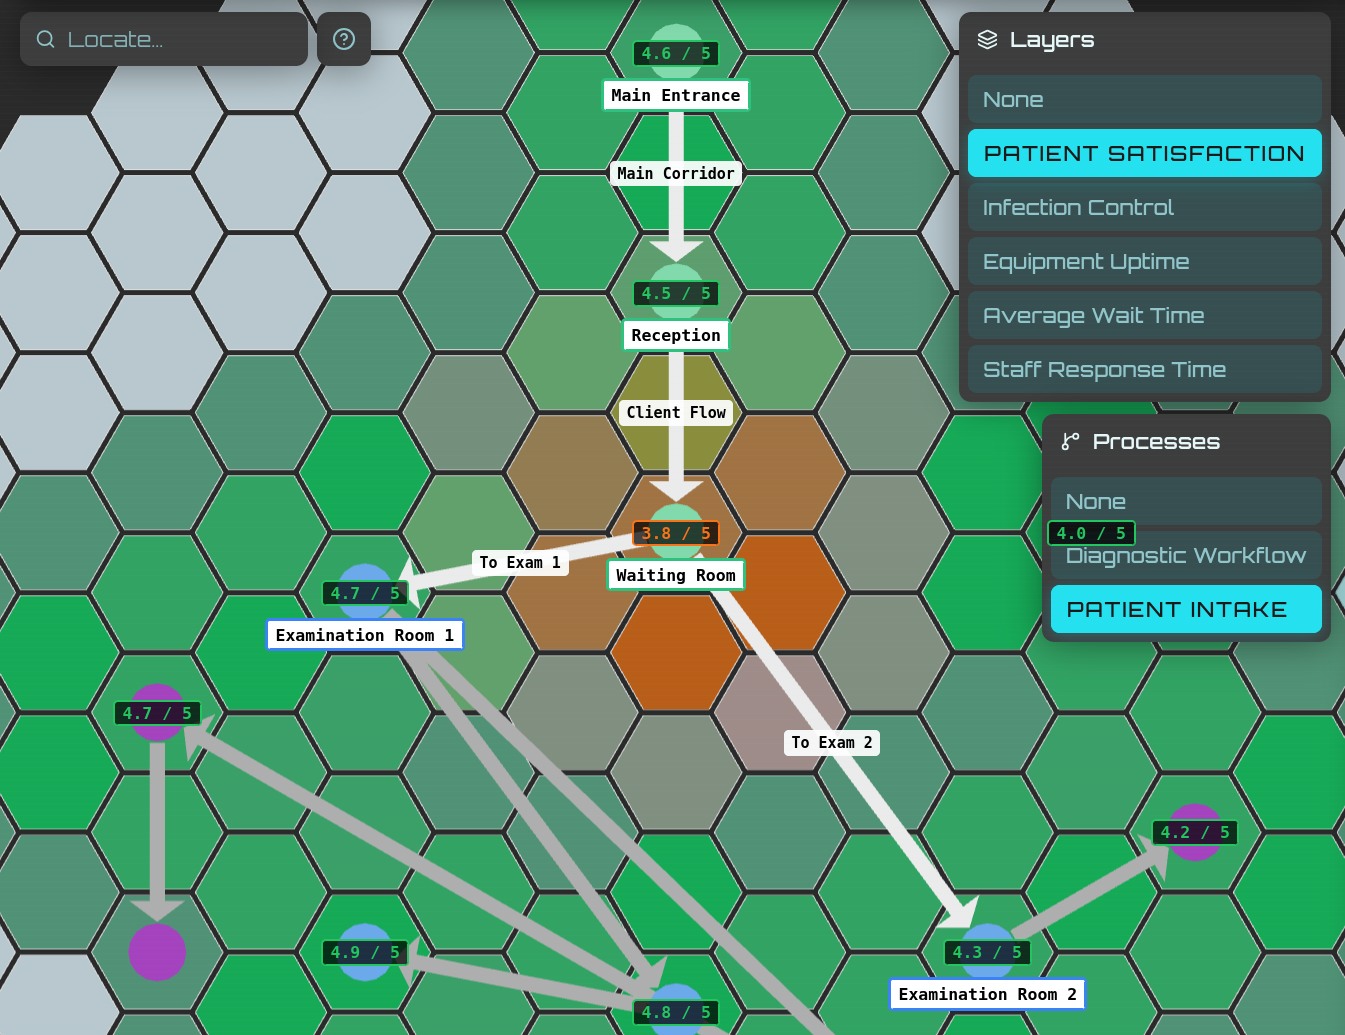 Locate...
4.6 / 5
Main Entrance
Main Corridor
4.5 / 5
Reception
Client Flow
3.8 / 5
Waiting Room
To Exam 1
4.7 / 5
Examination Room 1
4.7 / 5
To Exam 2
4.9 / 5
4.8 / 5
4.3 / 5
Examination Room 2
4.2 / 5
Layers
None
PATIENT SATISFACTION
Infection Control
Equipment Uptime
Average Wait Time
Staff Response Time
Processes
None
4.0 / 5
Diagnostic Workflow
PATIENT INTAKE